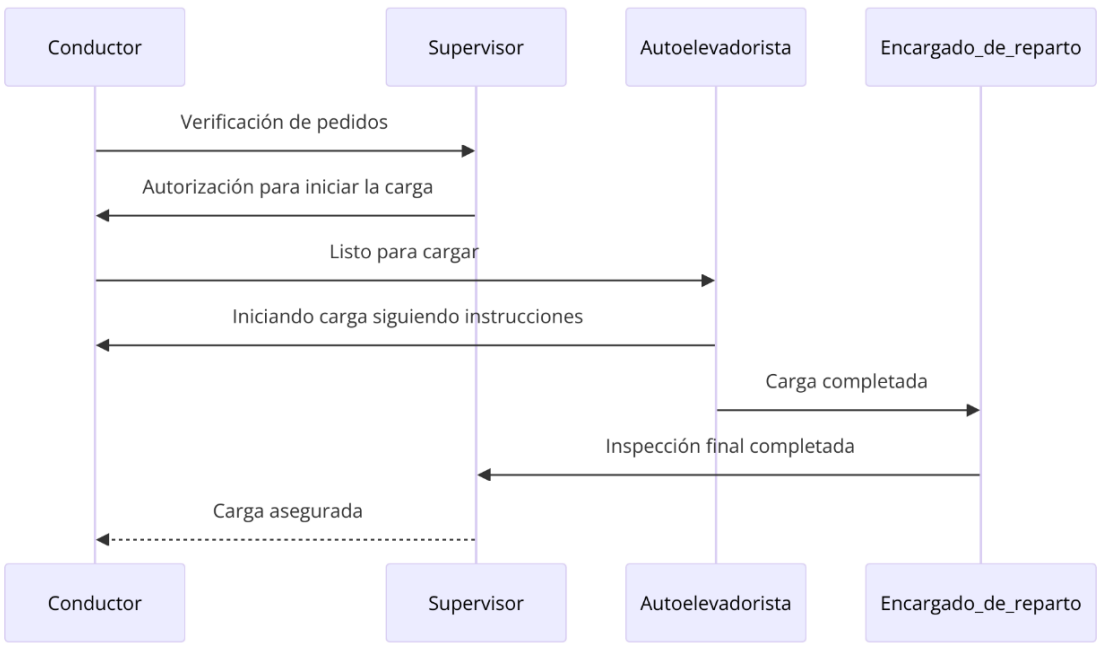 Conductor
Supervisor
Autoelevadorista
Encargado_de_reparto
Verificación de pedidos
Autorización para iniciar la carga
Listo para cargar
Iniciando carga siguiendo instrucciones
Carga completada
Inspección final completada
Carga asegurada
Conductor
Supervisor
Autoelevadorista
Encargado_de_reparto